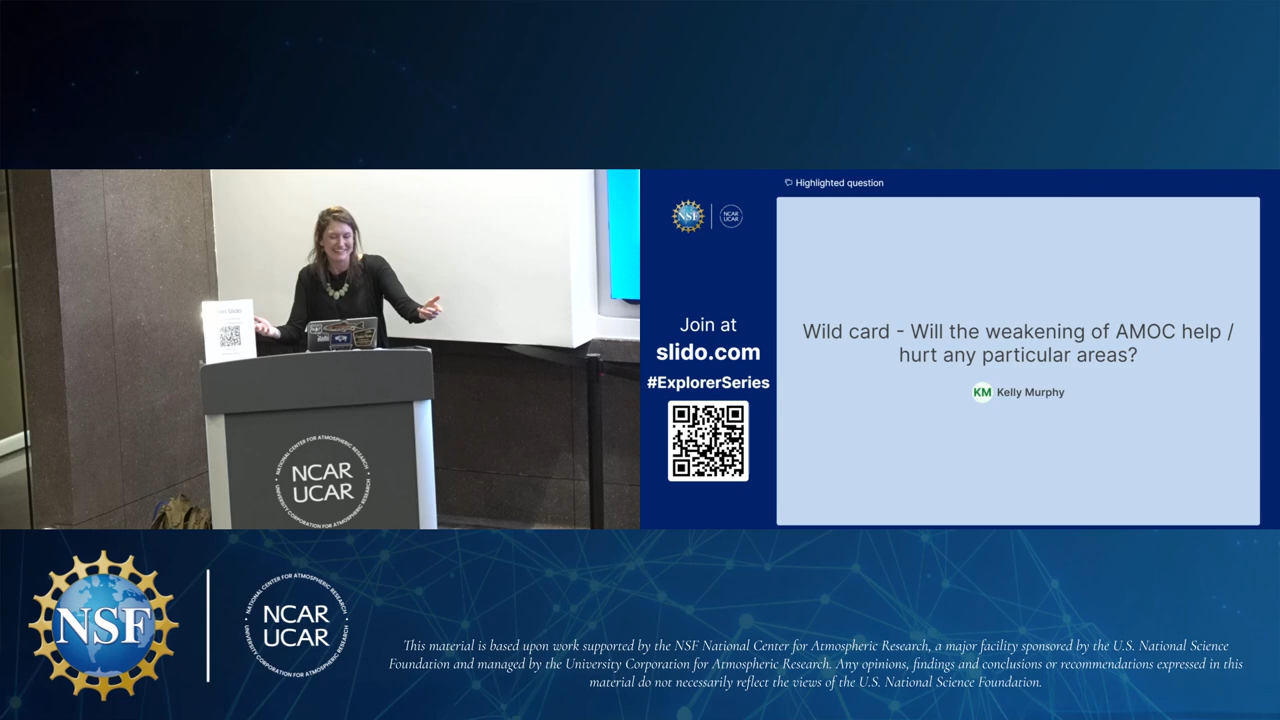 Highlighted question
NSF
NCAR
UCAR
Join at
slido.com
#ExplorerSeries
Wild card - Will the weakening of AMOC help /
hurt any particular areas?
KM Kelly Murphy
Slido
NATIONAL CENTER FOR ATMOSPHERIC RESEARCH
NCAR
UCAR
UNIVERSITY CORPORATION FOR ATMOSPHERIC RESEARCH
NSF
NATIONAL CENTER FOR ATMOSPHERIC RESEARCH
NCAR
UCAR
UNIVERSITY CORPORATION FOR ATMOSPHERIC RESEARCH
This material is based upon work supported by the NSF National Center for Atmospheric Research, a major facility sponsored by the U.S. National Science
Foundation and managed by the University Corporation for Atmospheric Research. Any opinions, findings and conclusions or recommendations expressed in this
material do not necessarily reflect the views of the U.S. National Science Foundation.